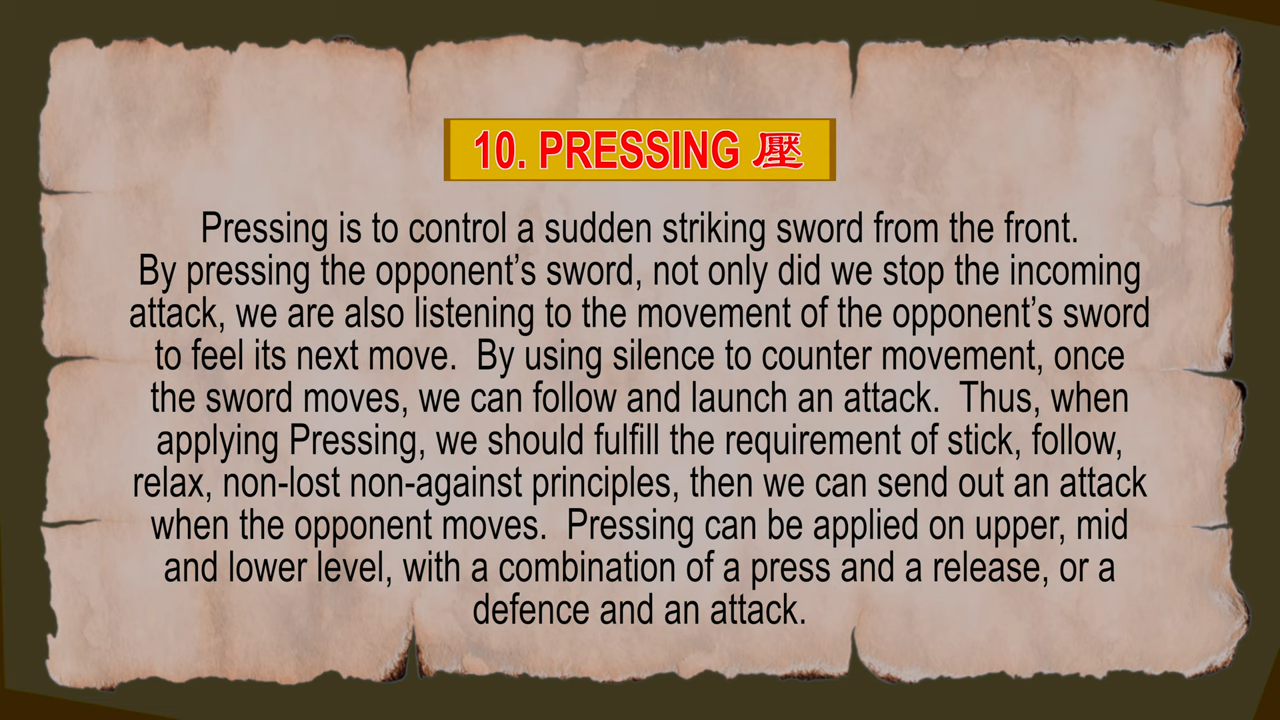 10. PRESSING 壓
Pressing is to control a sudden striking sword from the front.
By pressing the opponent’s sword, not only did we stop the incoming
attack, we are also listening to the movement of the opponent’s sword
to feel its next move.  By using silence to counter movement, once
the sword moves, we can follow and launch an attack.  Thus, when
applying Pressing, we should fulfill the requirement of stick, follow,
relax, non-lost non-against principles, then we can send out an attack
when the opponent moves.  Pressing can be applied on upper, mid
and lower level, with a combination of a press and a release, or a
defence and an attack.